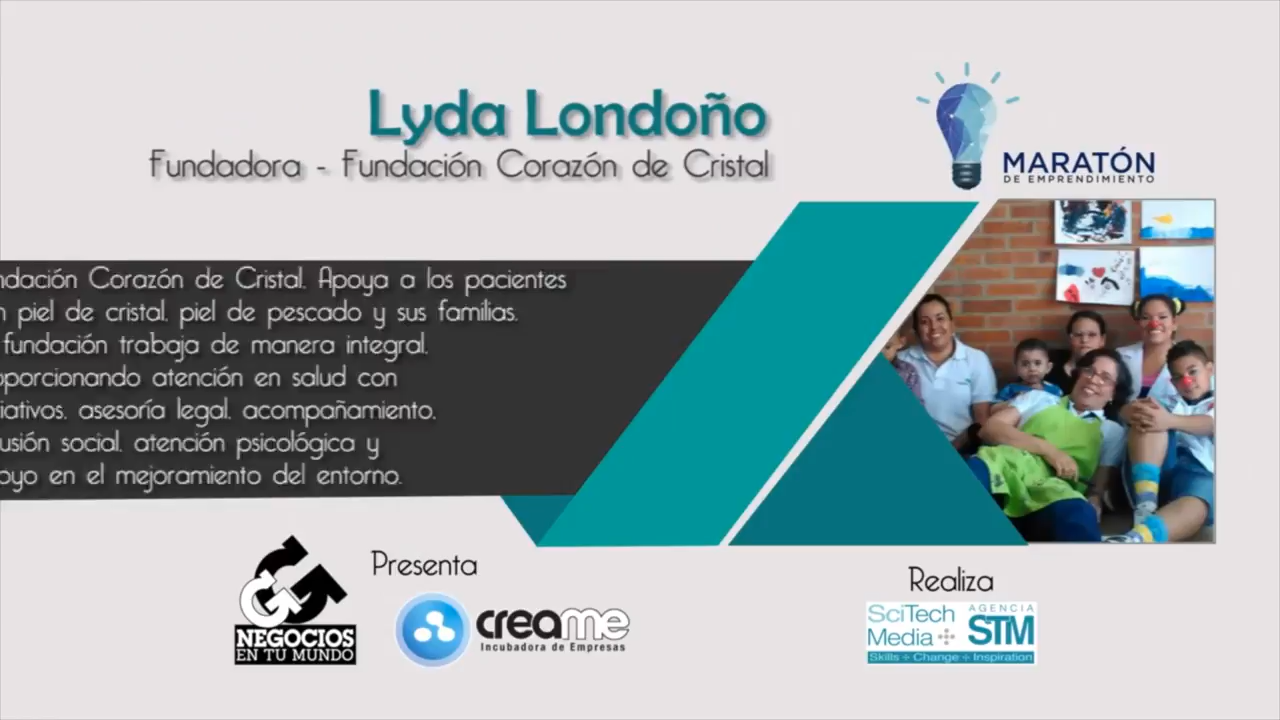 Lyda Londoño
Fundadora - Fundación Corazón de Cristal
MARATÓN
DE EMPRENDIMIENTO
ndación Corazón de Cristal. Apoya a los pacientes
n piel de cristal. piel de pescado y sus familias.
fundación trabaja de manera integral.
oporcionando atención en salud con
iativos. asesoría legal. acompañamiento.
usión social. atención psicológica y
oyo en el mejoramiento del entorno.
Presenta
NEGOCIOS
EN TU MUNDO
creame
Incubadora de Empresas
Realiza
SciTech
Media
AGENCIA
STM
Skills ÷ Change ÷ Inspiration